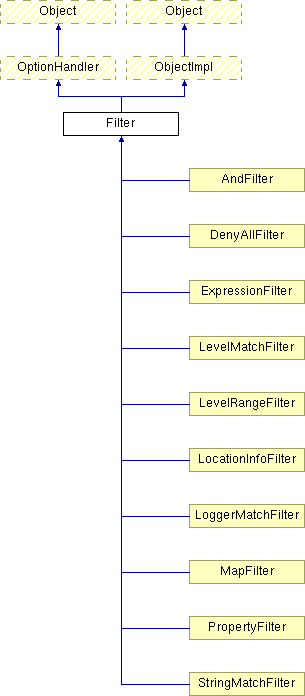 Object
Object
OptionHandler
ObjectImpl
Filter
AndFilter
DenyAllFilter
ExpressionFilter
LevelMatchFilter
LevelRangeFilter
LocationInfoFilter
LoggerMatchFilter
MapFilter
PropertyFilter
StringMatchFilter